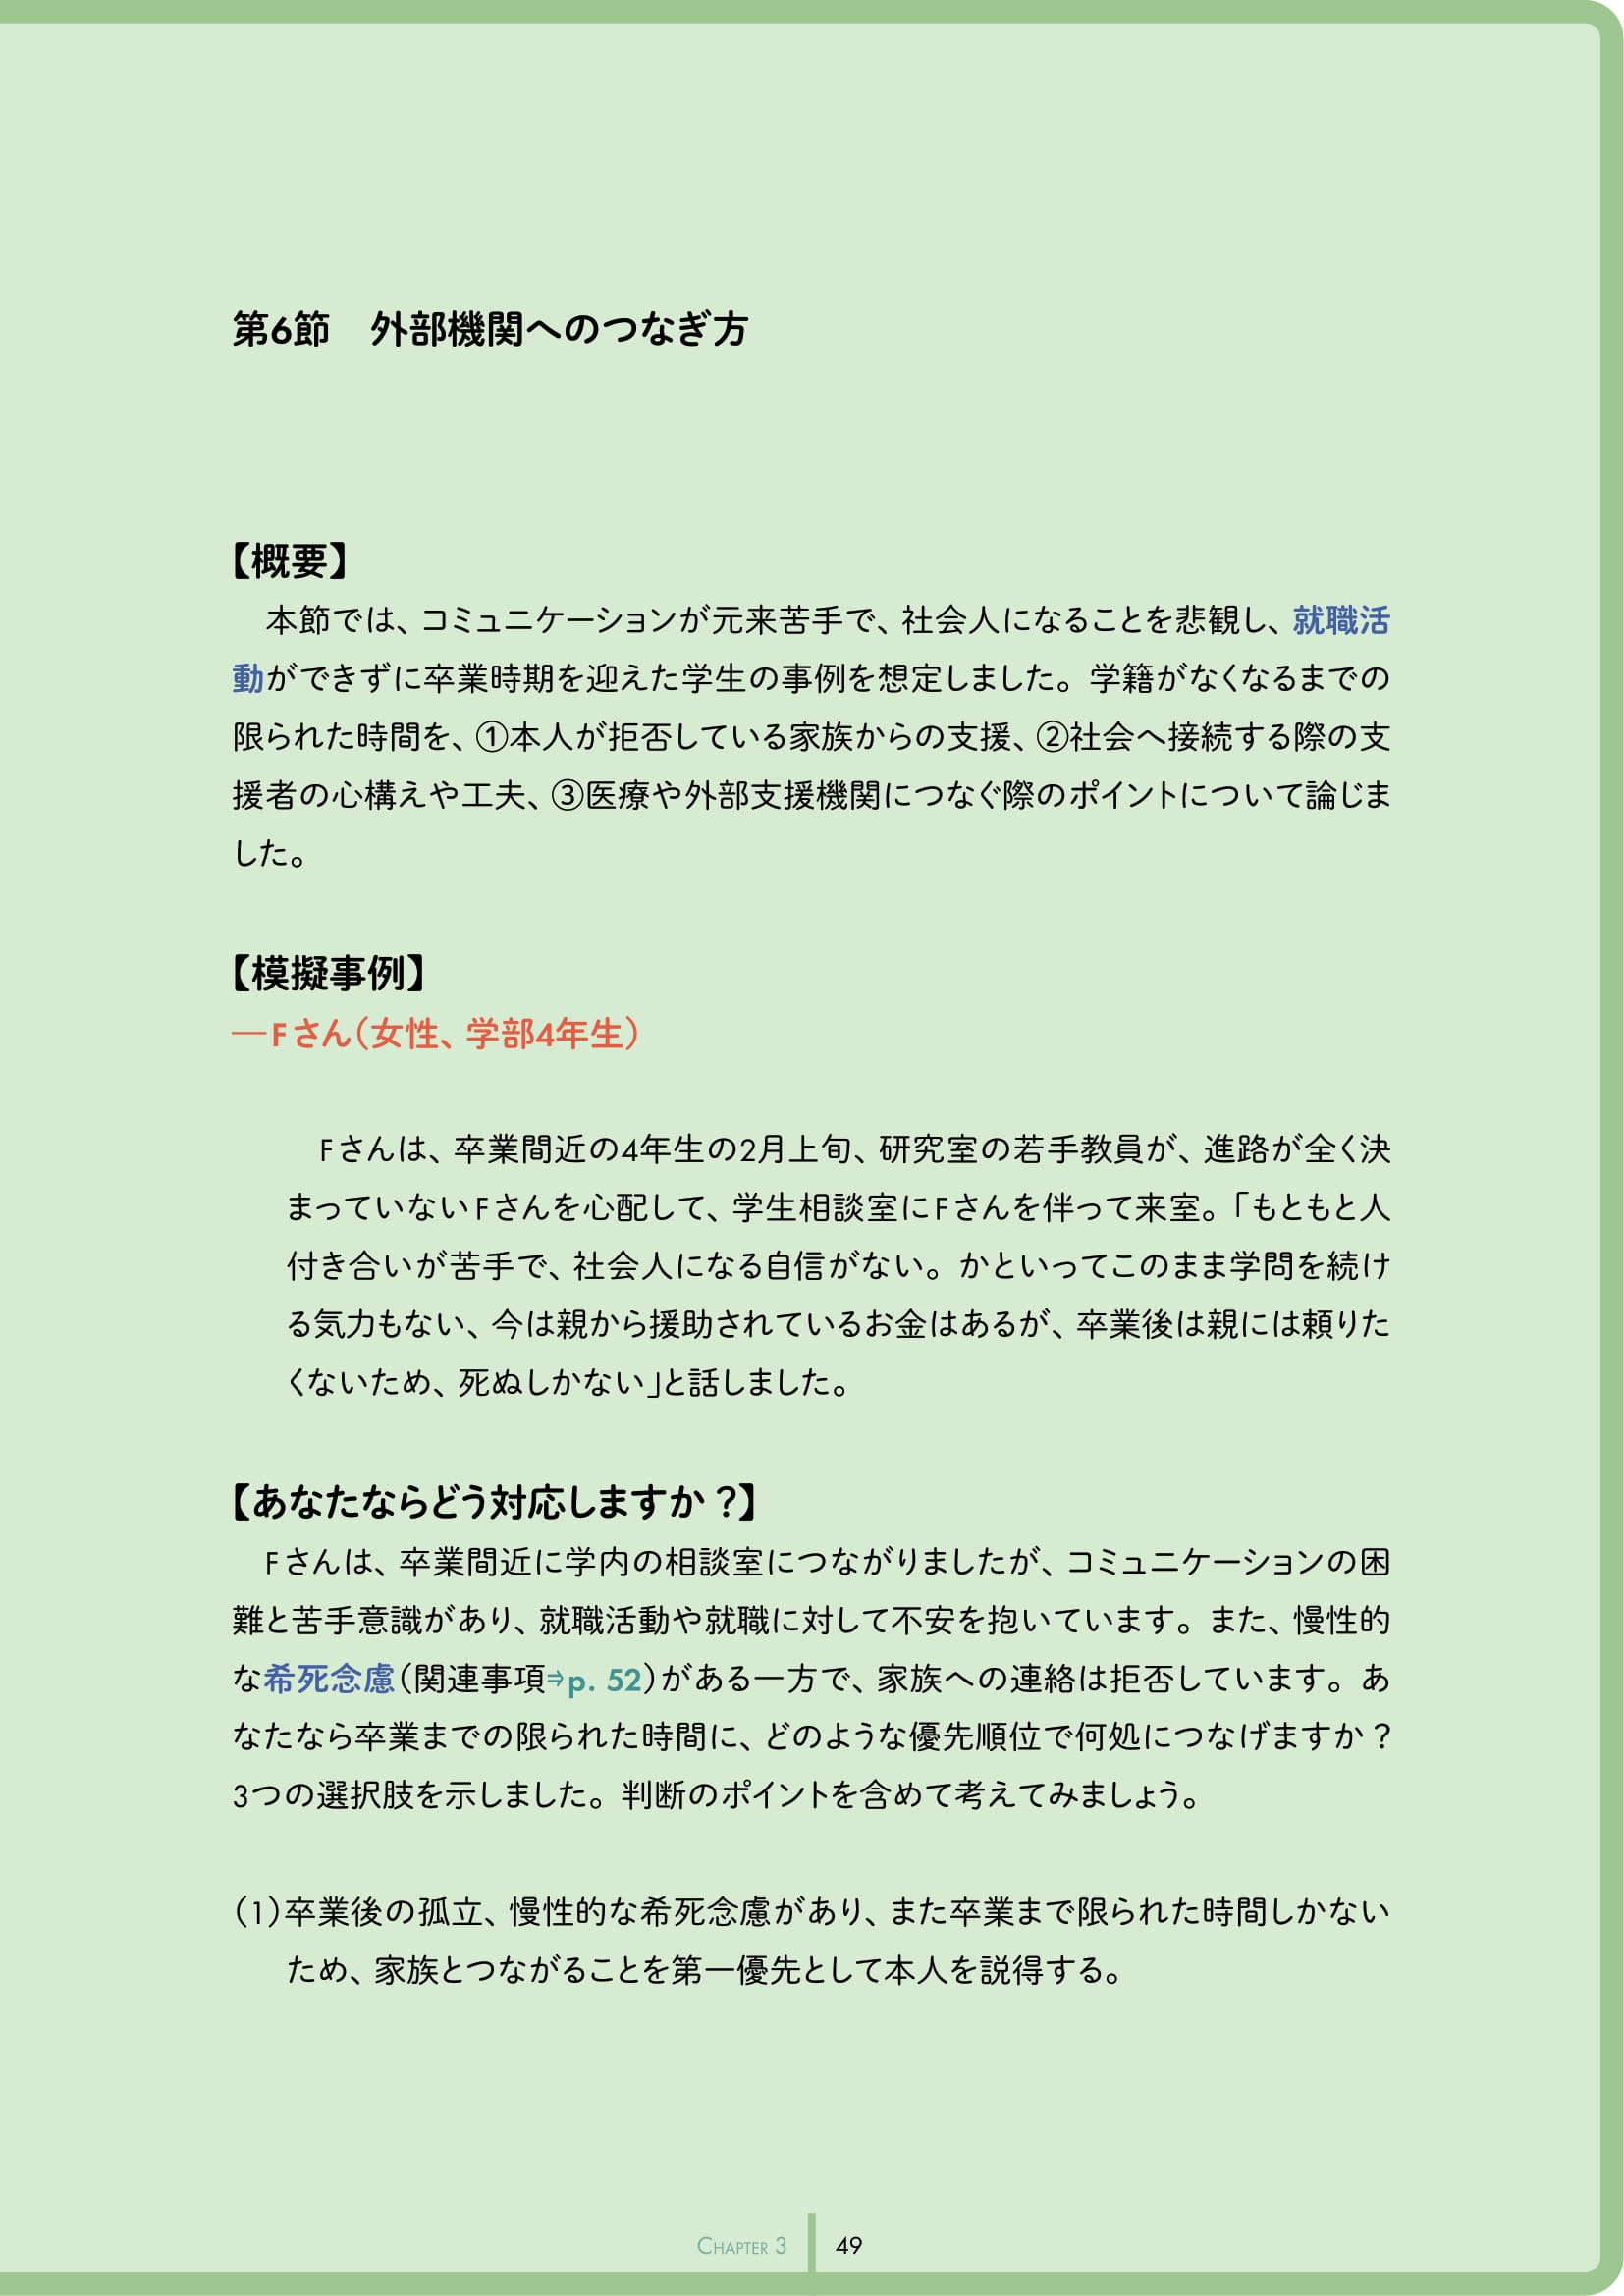 第6節　外部機関へのつなぎ方
【概要】
　本節では、コミュニケーションが元来苦手で、社会人になることを悲観し、就職活
動ができずに卒業時期を迎えた学生の事例を想定しました。学籍がなくなるまでの
限られた時間を、①本人が拒否している家族からの支援、②社会へ接続する際の支
援者の心構えや工夫、③医療や外部支援機関につなぐ際のポイントについて論じま
した。
【模擬事例】
―Fさん（女性、学部4年生）
　Fさんは、卒業間近の4年生の2月上旬、研究室の若手教員が、進路が全く決
まっていないFさんを心配して、学生相談室にFさんを伴って来室。「もともと人
付き合いが苦手で、社会人になる自信がない。かといってこのまま学問を続け
る気力もない、今は親から援助されているお金はあるが、卒業後は親には頼りた
くないため、死ぬしかない」と話しました。
【あなたならどう対応しますか？】
　Fさんは、卒業間近に学内の相談室につながりましたが、コミュニケーションの困
難と苦手意識があり、就職活動や就職に対して不安を抱いています。また、慢性的
な希死念慮（関連事項⇒p. 52）がある一方で、家族への連絡は拒否しています。あ
なたなら卒業までの限られた時間に、どのような優先順位で何処につなげますか？
3つの選択肢を示しました。判断のポイントを含めて考えてみましょう。
（1）卒業後の孤立、慢性的な希死念慮があり、また卒業まで限られた時間しかない
ため、家族とつながることを第一優先として本人を説得する。
Chapter 3 49